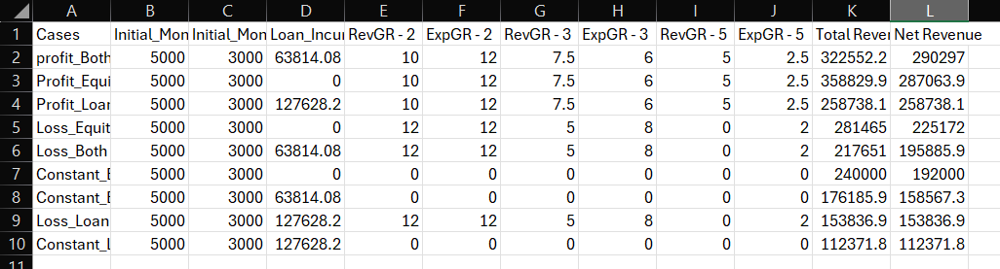 A B C D E F G H I J K L
1 Cases Initial_Mon Initial_Mon Loan_Incu RevGR - 2 ExpGR - 2 RevGR - 3 ExpGR - 3 RevGR - 5 ExpGR - 5 Total Rever Net Revenue
2 profit_Both 5000 3000 63814.08 10 12 7.5 6 5 2.5 322552.2 290297
3 Profit_Equi 5000 3000 0 10 12 7.5 6 5 2.5 358829.9 287063.9
4 Profit_Loar 5000 3000 127628.2 10 12 7.5 6 5 2.5 258738.1 258738.1
5 Loss_Equit 5000 3000 0 12 12 5 8 0 2 281465 225172
6 Loss_Both 5000 3000 63814.08 12 12 5 8 0 2 217651 195885.9
7 Constant_E 5000 3000 0 0 0 0 0 0 0 240000 192000
8 Constant_E 5000 3000 63814.08 0 0 0 0 0 0 176185.9 158567.3
9 Loss_Loan 5000 3000 127628.2 12 12 5 8 0 2 153836.9 153836.9
10 Constant_L 5000 3000 127628.2 0 0 0 0 0 0 112371.8 112371.8
11